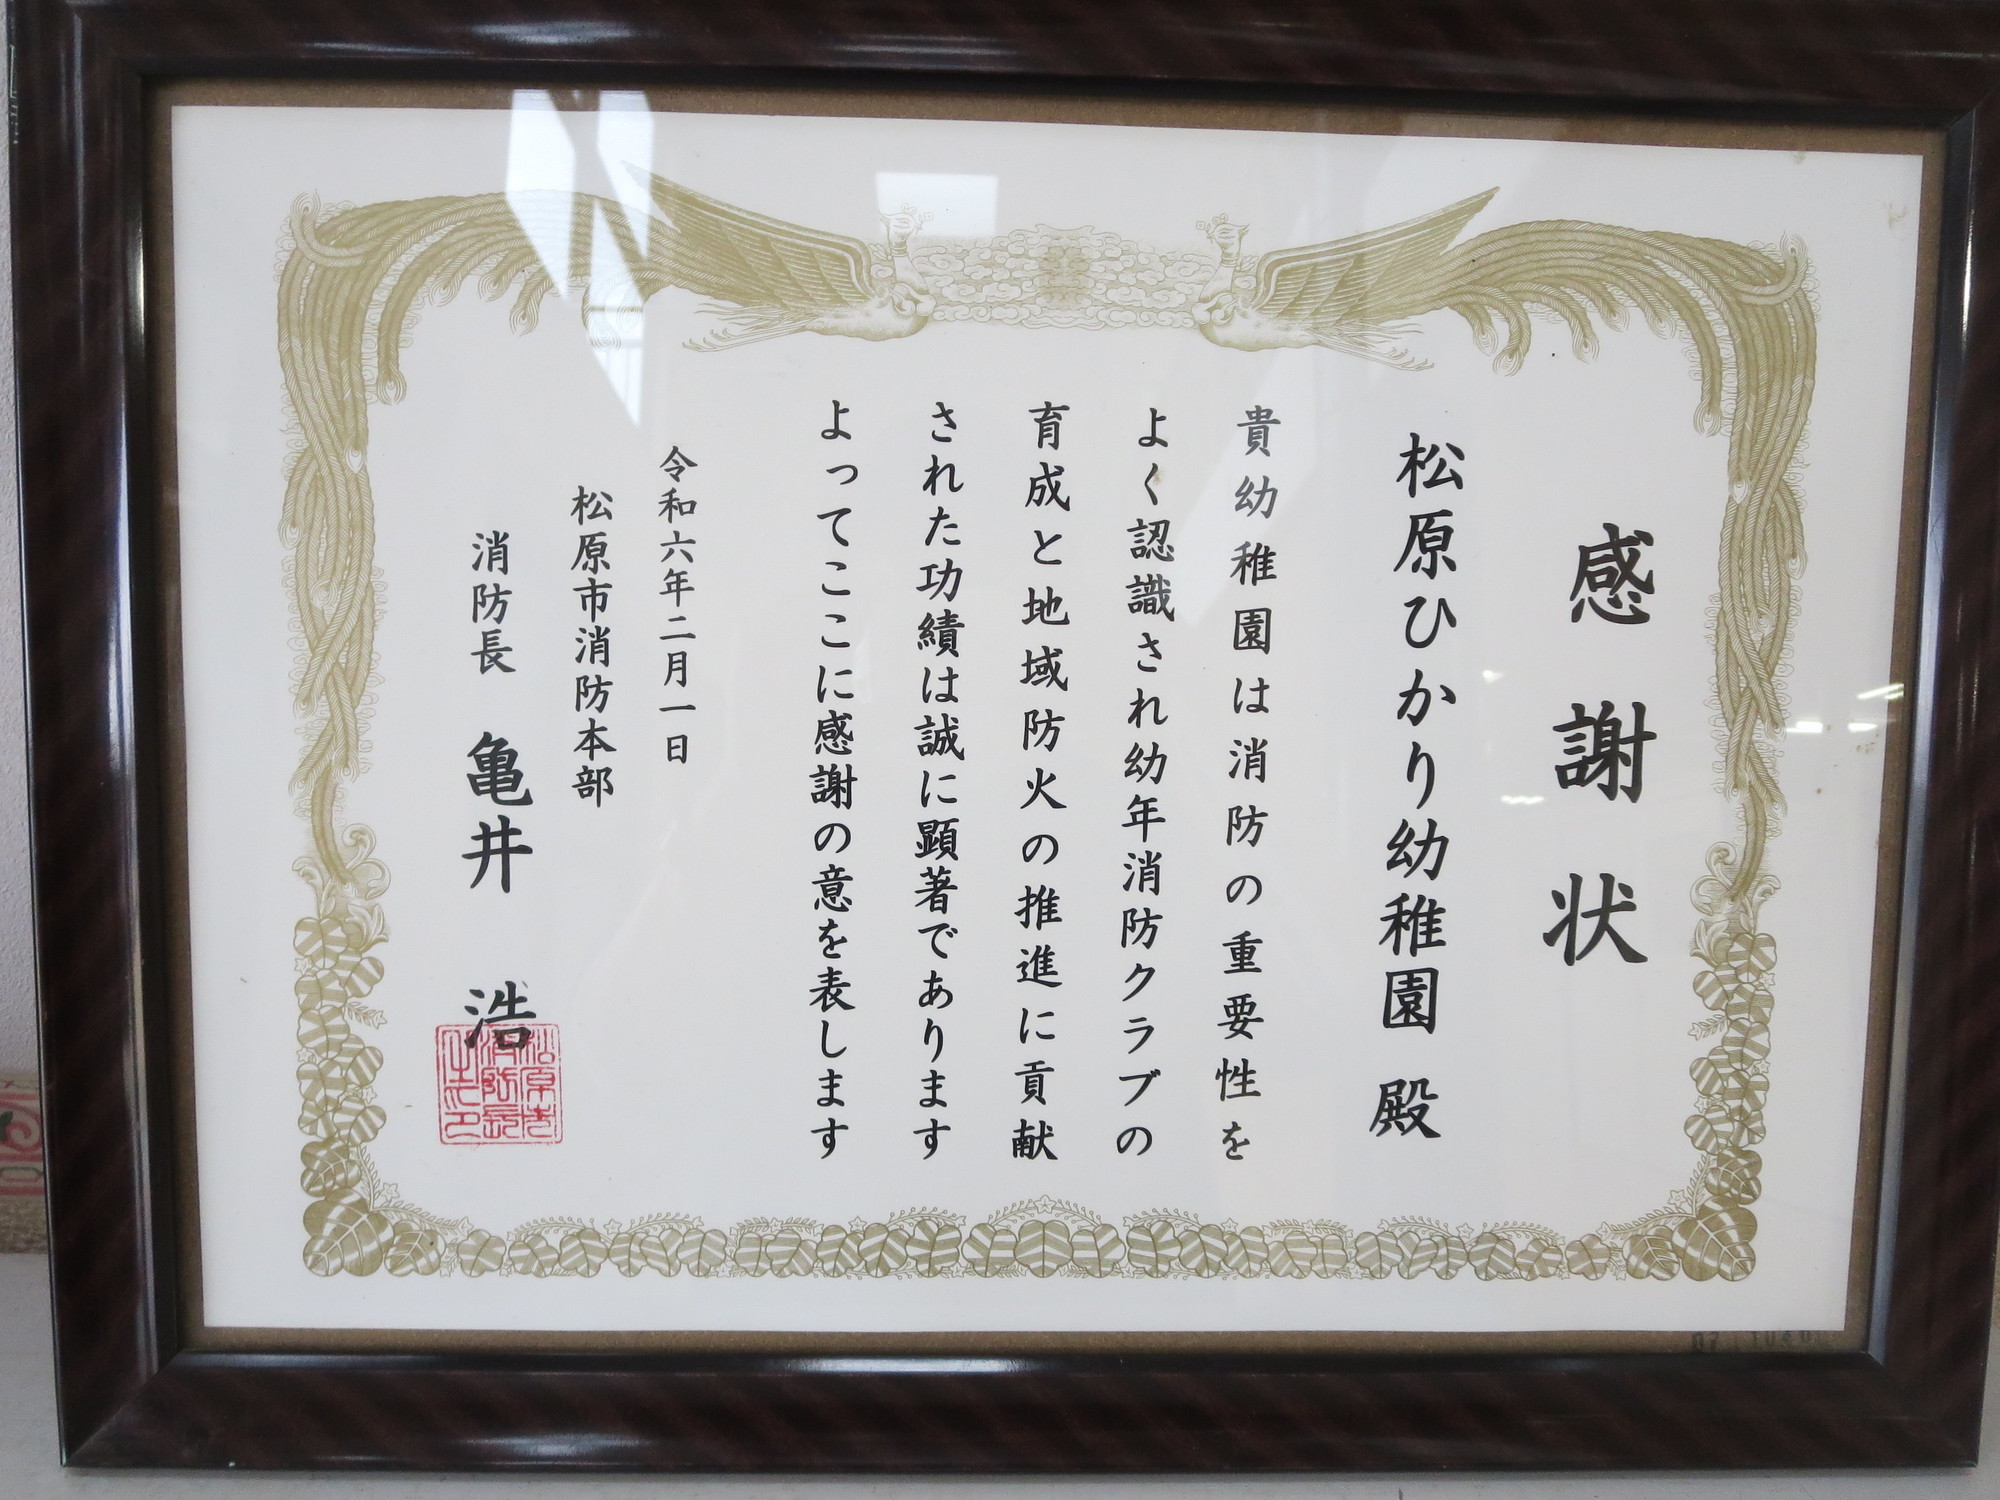 感謝状
松原ひかり幼稚園 殿
貴幼稚園は消防の重要性を
よく認識され幼年消防クラブの
育成と地域防火の推進に貢献
された功績は誠に顕著であります
よってここに感謝の意を表します
令和六年二月一日
松原市消防本部
消防長 亀井 浩